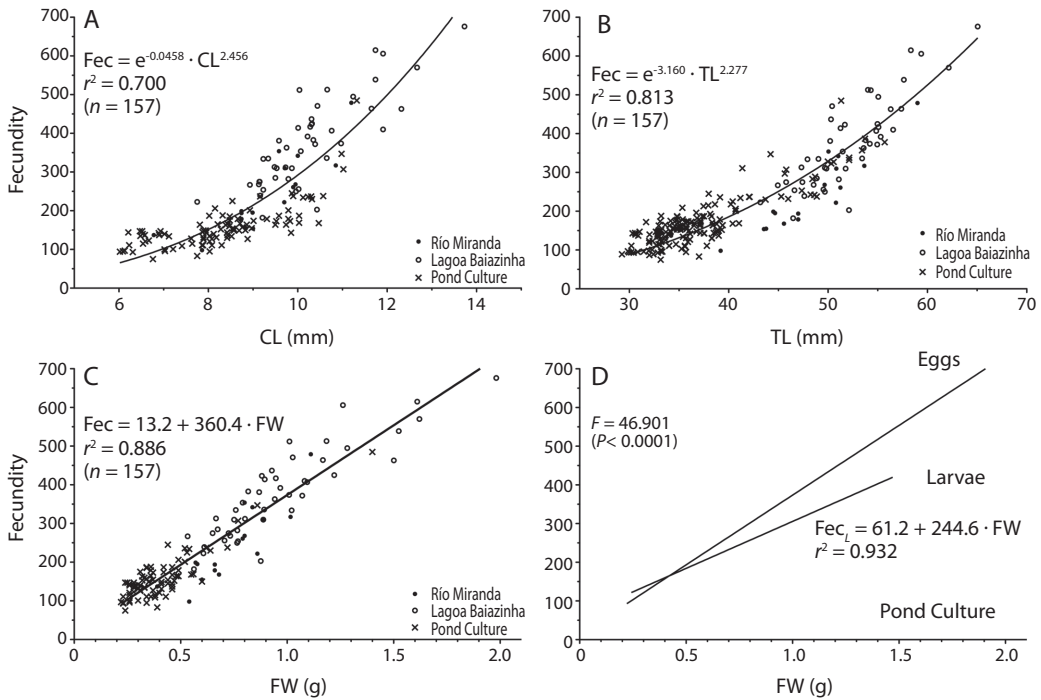 A
Fec = e-0.0458 · CL2.456
r2 = 0.700
(n = 157)
Fecundity
700
600
500
400
300
200
100
0
6
8
10
12
14
CL (mm)
Río Miranda
Lagoa Baiazinha
Pond Culture
B
Fec = e-3.160 · TL2.277
r2 = 0.813
(n = 157)
700
600
500
400
300
200
100
0
30
40
50
60
70
TL (mm)
Río Miranda
Lagoa Baiazinha
Pond Culture
C
Fec = 13.2 + 360.4 · FW
r2 = 0.886
(n = 157)
Fecundity
700
600
500
400
300
200
100
0
0
0.5
1.0
1.5
2.0
FW (g)
Río Miranda
Lagoa Baiazinha
Pond Culture
D
Eggs
F = 46.901
(P< 0.0001)
Larvae
FecL = 61.2 + 244.6 · FW
r2 = 0.932
Pond Culture
700
600
500
400
300
200
100
0
0
0.5
1.0
1.5
2.0
FW (g)